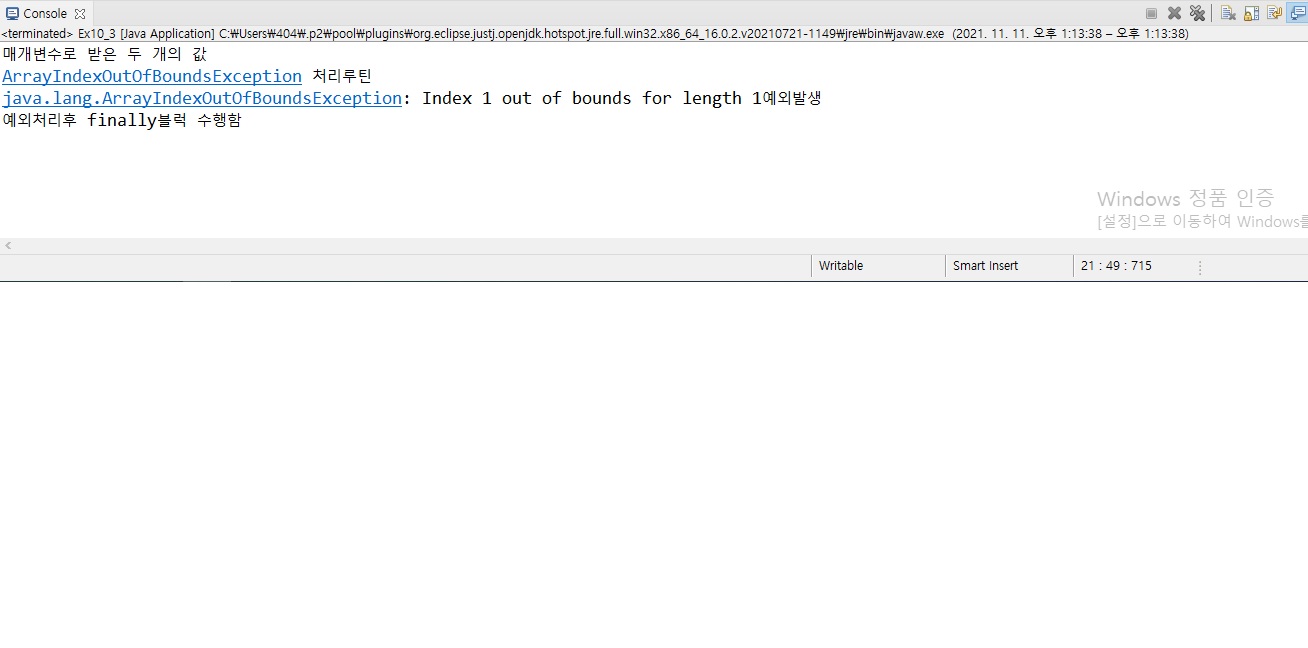 Console
<terminated> Ex10_3 [Java Application] C:₩Users₩404₩.p2₩pool₩plugins₩org.eclipse.justj.openjdk.hotspot.jre.full.win32.x86_64_16.0.2.v20210721-1149₩jre₩bin₩javaw.exe (2021. 11. 11. 오후 1:13:38 – 오후 1:13:38)
매개변수로 받은 두 개의 값
ArrayIndexOutOfBoundsException 처리루틴
java.lang.ArrayIndexOutOfBoundsException: Index 1 out of bounds for length 1예외발생
예외처리후 finally블럭 수행함
Windows 정품 인증
[설정]으로 이동하여 Windows를
Writable Smart Insert 21 : 49 : 715